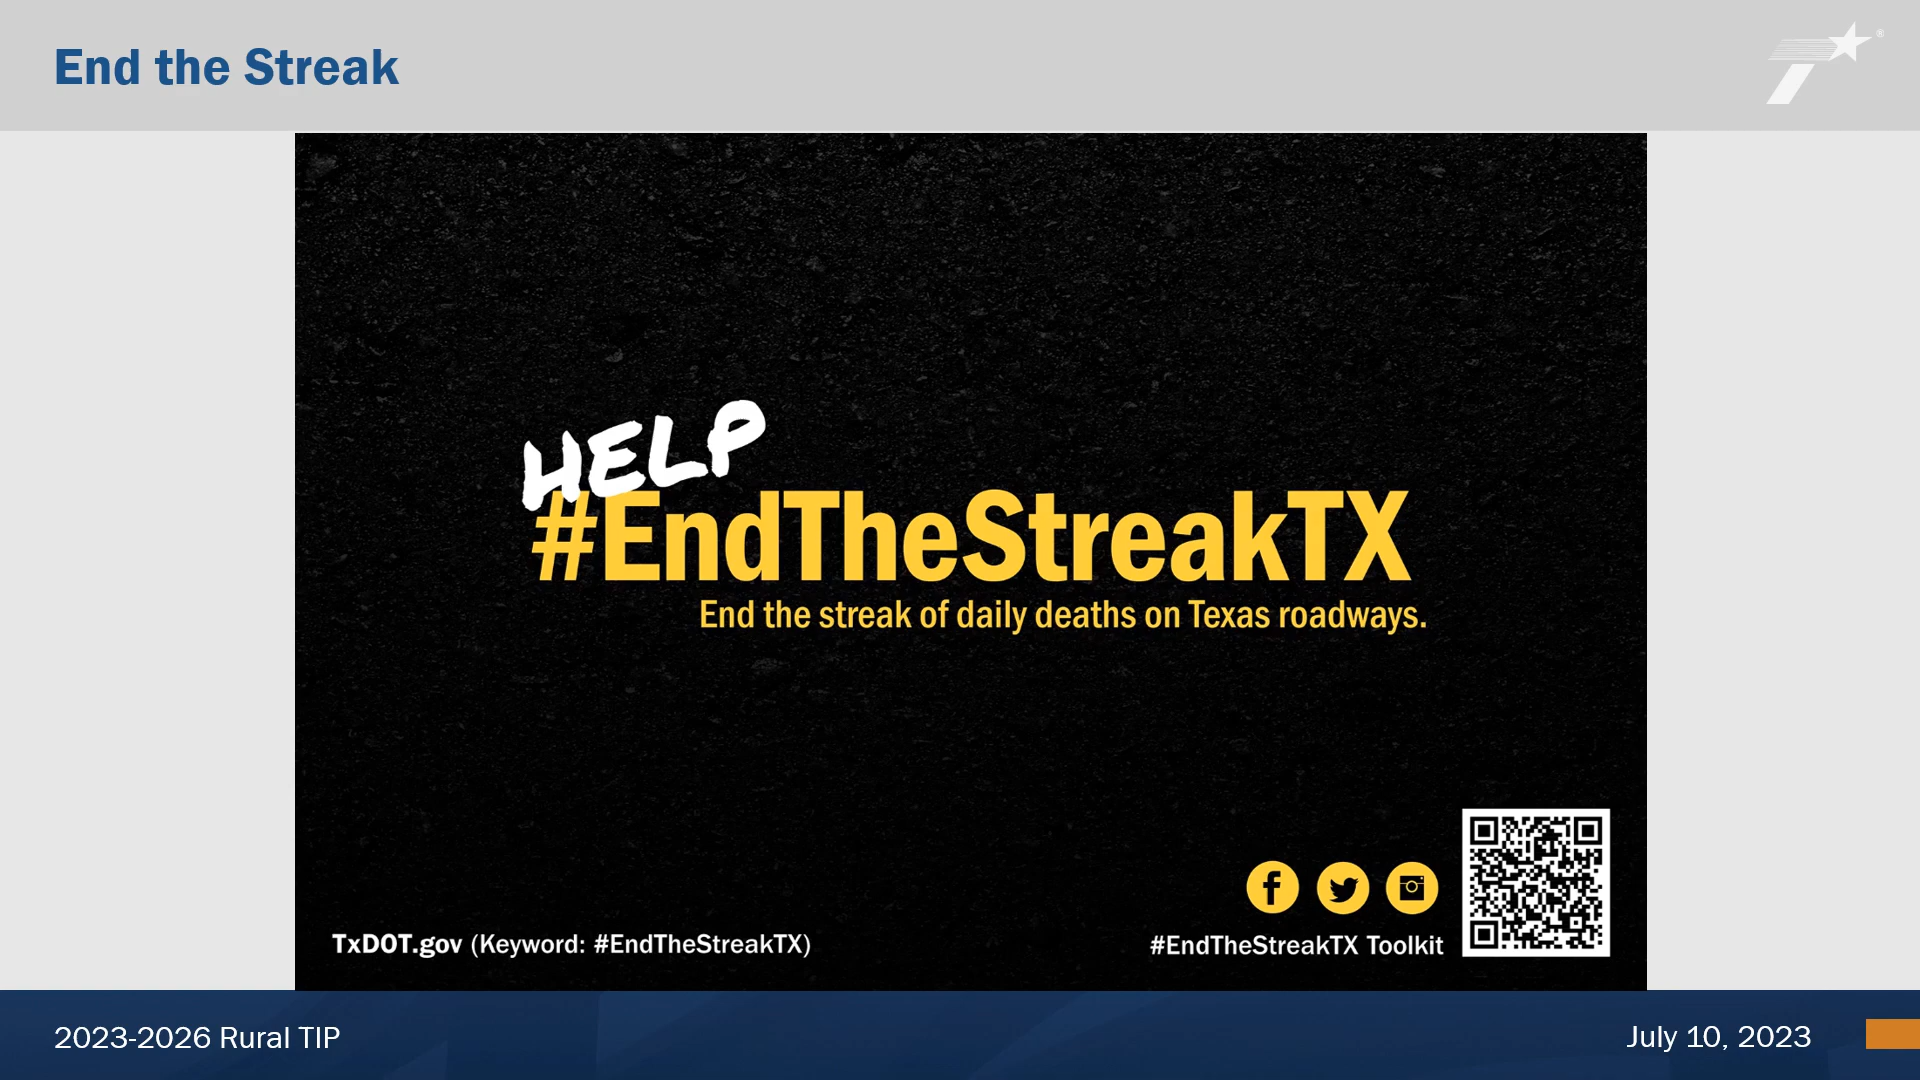 End the Streak
®
HELP
#EndTheStreakTX
End the streak of daily deaths on Texas roadways.
TxDOT.gov (Keyword: #EndTheStreakTX)
#EndTheStreakTX Toolkit
2023-2026 Rural TIP
July 10, 2023